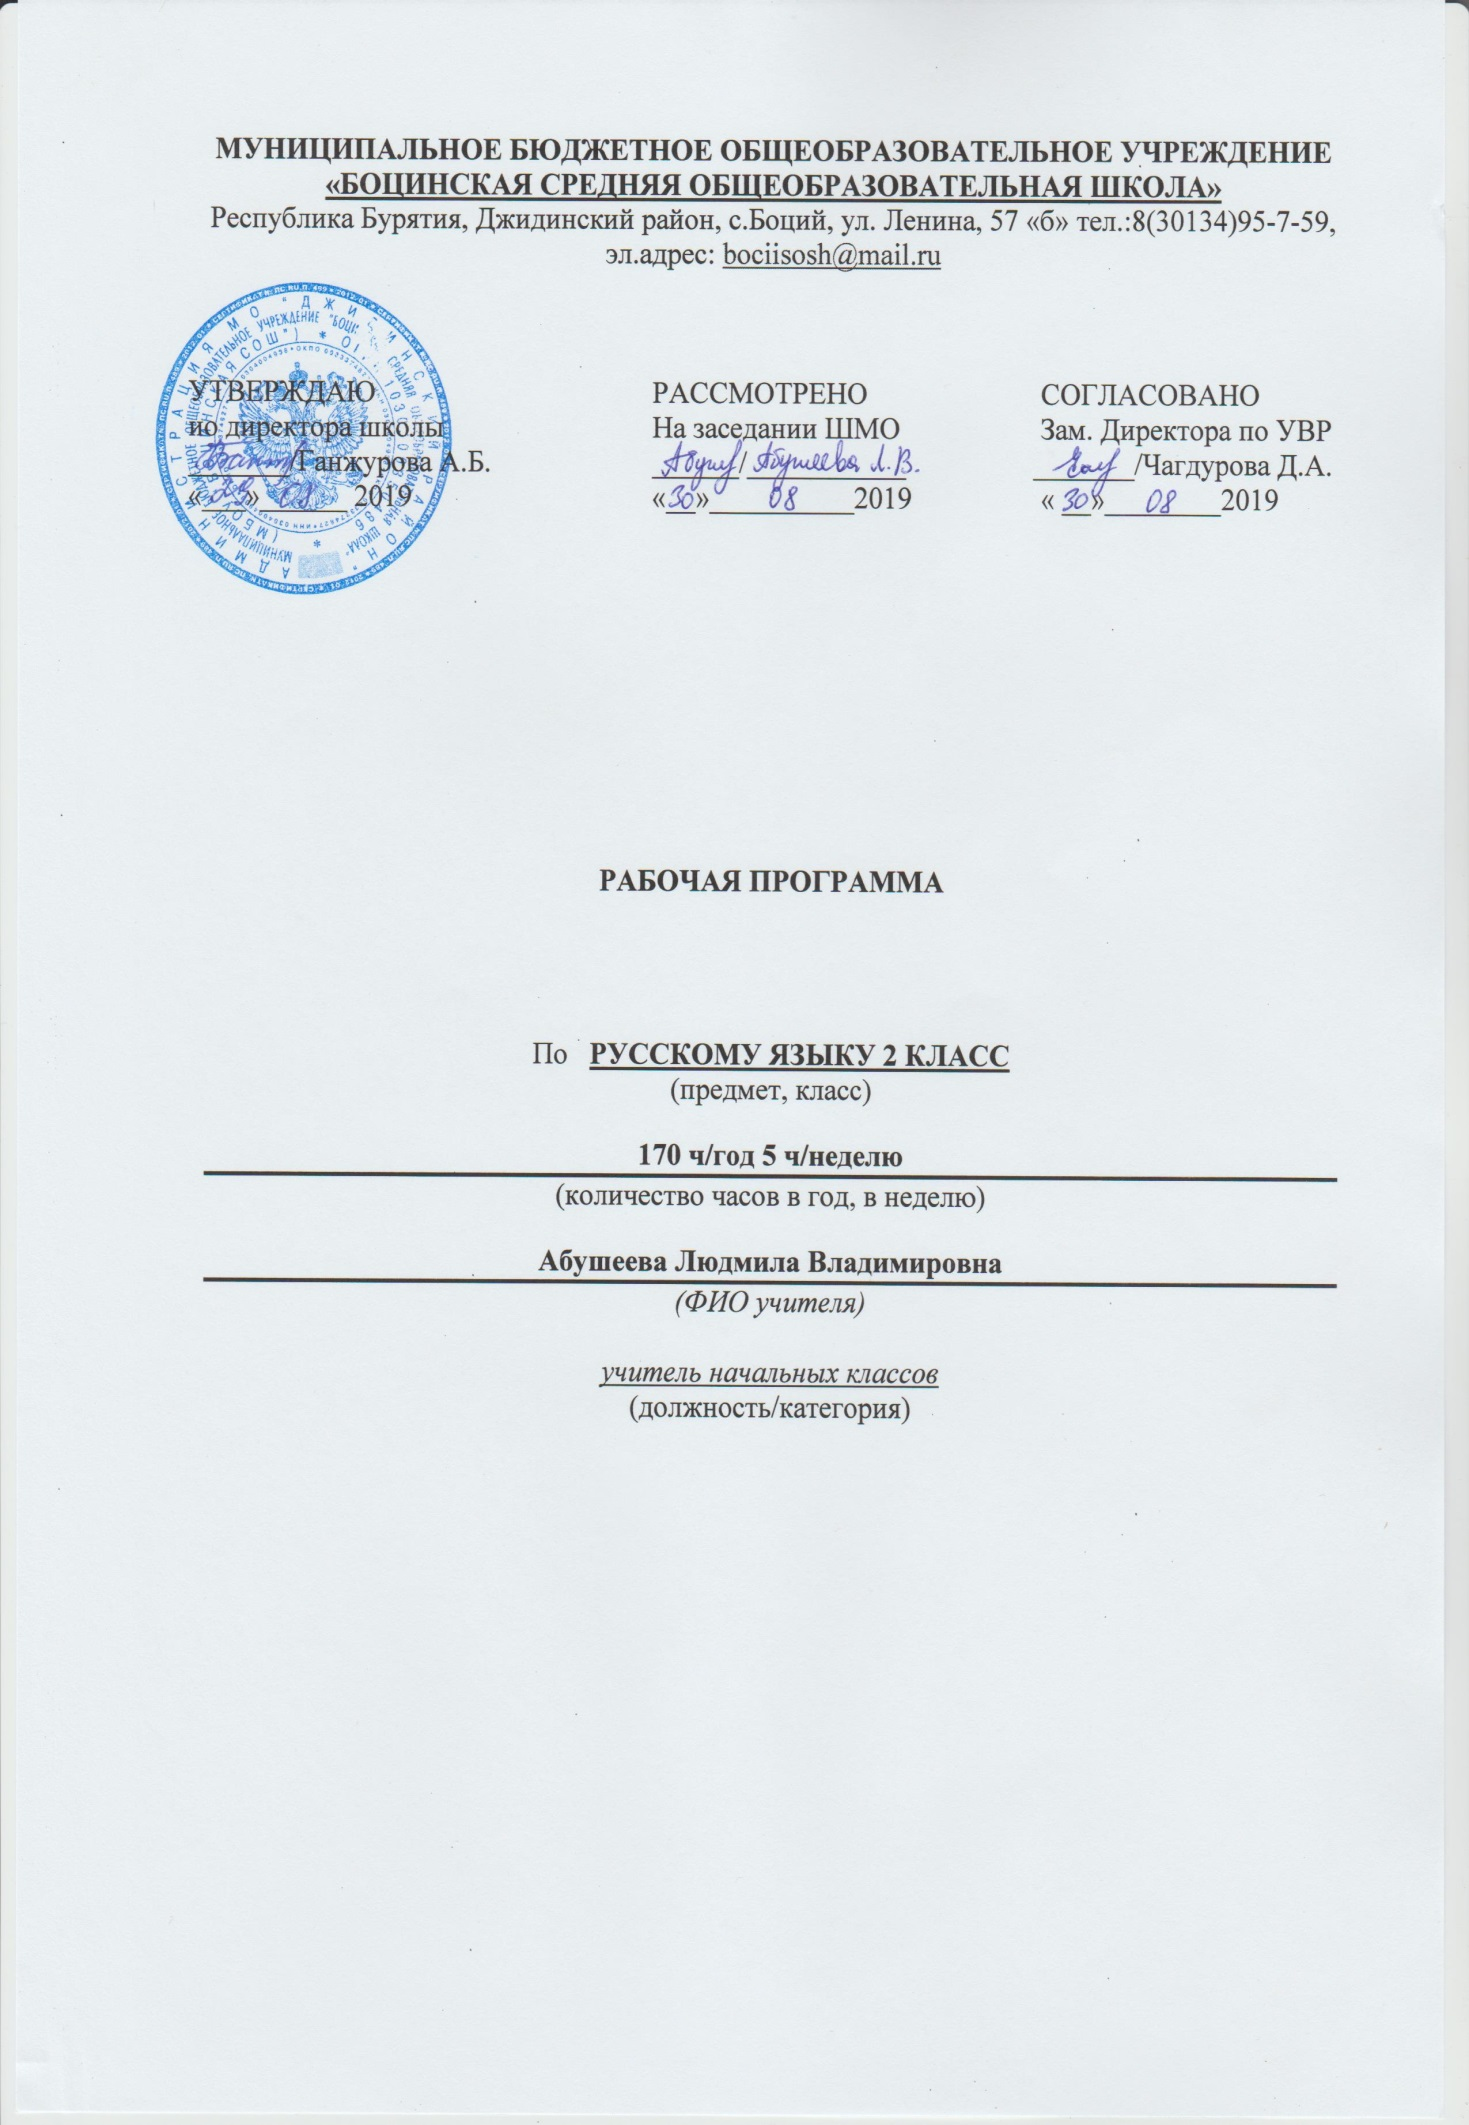 МУНИЦИПАЛЬНОЕ БЮДЖЕТНОЕ ОБЩЕОБРАЗОВАТЕЛЬНОЕ УЧРЕЖДЕНИЕ
«БОЦИНСКАЯ СРЕДНЯЯ ОБЩЕОБРАЗОВАТЕЛЬНАЯ ШКОЛА»
Республика Бурятия, Джидинский район, с.Боций, ул. Ленина, 57 «б» тел.:8(30134)95-7-59,
эл.адрес: bociisosh@mail.ru
УТВЕРЖДАЮ
ио директора школы
/Ганжурова А.Б.
«29» 08 2019
РАССМОТРЕНО
На заседании ШМО
/ Абушеева Л.В.
«30» 08 2019
СОГЛАСОВАНО
Зам. Директора по УВР
/Чагдурова Д.А.
« 30 » 08 2019
РАБОЧАЯ ПРОГРАММА
По РУССКОМУ ЯЗЫКУ 2 КЛАСС
(предмет, класс)
170 ч/год 5 ч/неделю
(количество часов в год, в неделю)
Абушеева Людмила Владимировна
(ФИО учителя)
учитель начальных классов
(должность/категория)